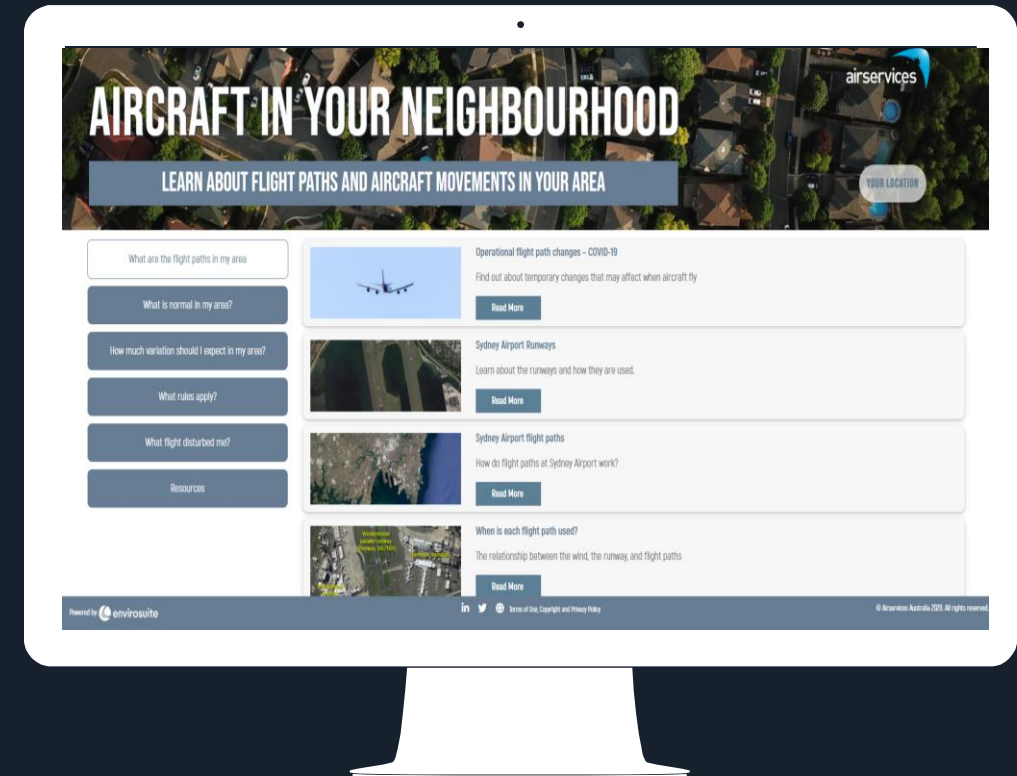 airservices
AIRCRAFT IN YOUR NEIGHBOURHOOD
LEARN ABOUT FLIGHT PATHS AND AIRCRAFT MOVEMENTS IN YOUR AREA
YOUR LOCATION
What are the flight paths in my area
What is normal in my area?
How much variation should I expect in my area?
What rules apply?
What flight disturbed me?
Resources
Operational flight path changes – COVID-19
Find out about temporary changes that may affect when aircraft fly
Read More
Sydney Airport Runways
Learn about the runways and how they are used.
Read More
Sydney Airport flight paths
How do flight paths at Sydney Airport work?
Read More
When is each flight path used?
The relationship between the wind, the runway, and flight paths
Read More
Powered by envirosuite
in
Terms of Use, Copyright and Privacy Policy
© Airservices Australia 2020. All rights reserved.